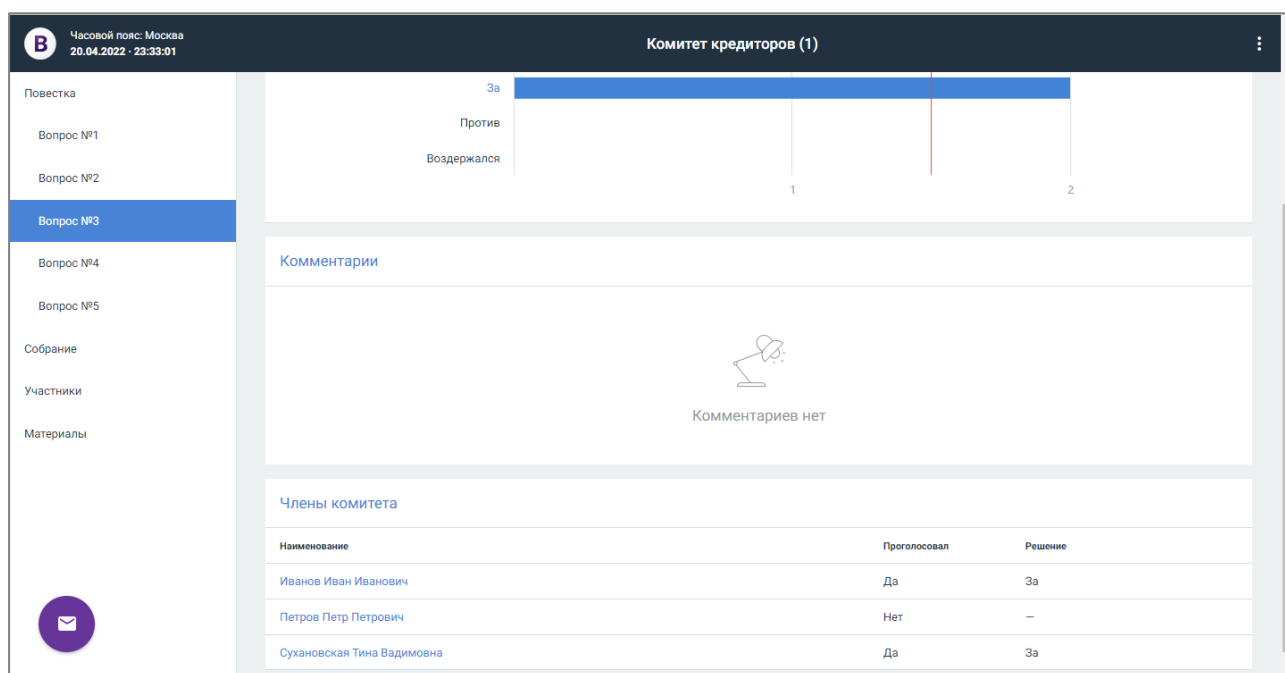 B
Часовой пояс: Москва
20.04.2022 · 23:33:01
Комитет кредиторов (1)
Повестка
Вопрос №1
Вопрос №2
Вопрос №3
Вопрос №4
Вопрос №5
Собрание
Участники
Материалы
За
Против
Воздержался
1 2
Комментарии
Комментариев нет
Члены комитета
Наименование Проголосовал Решение
Иванов Иван Иванович Да За
Петров Петр Петрович Нет —
Сухановская Тина Вадимовна Да За